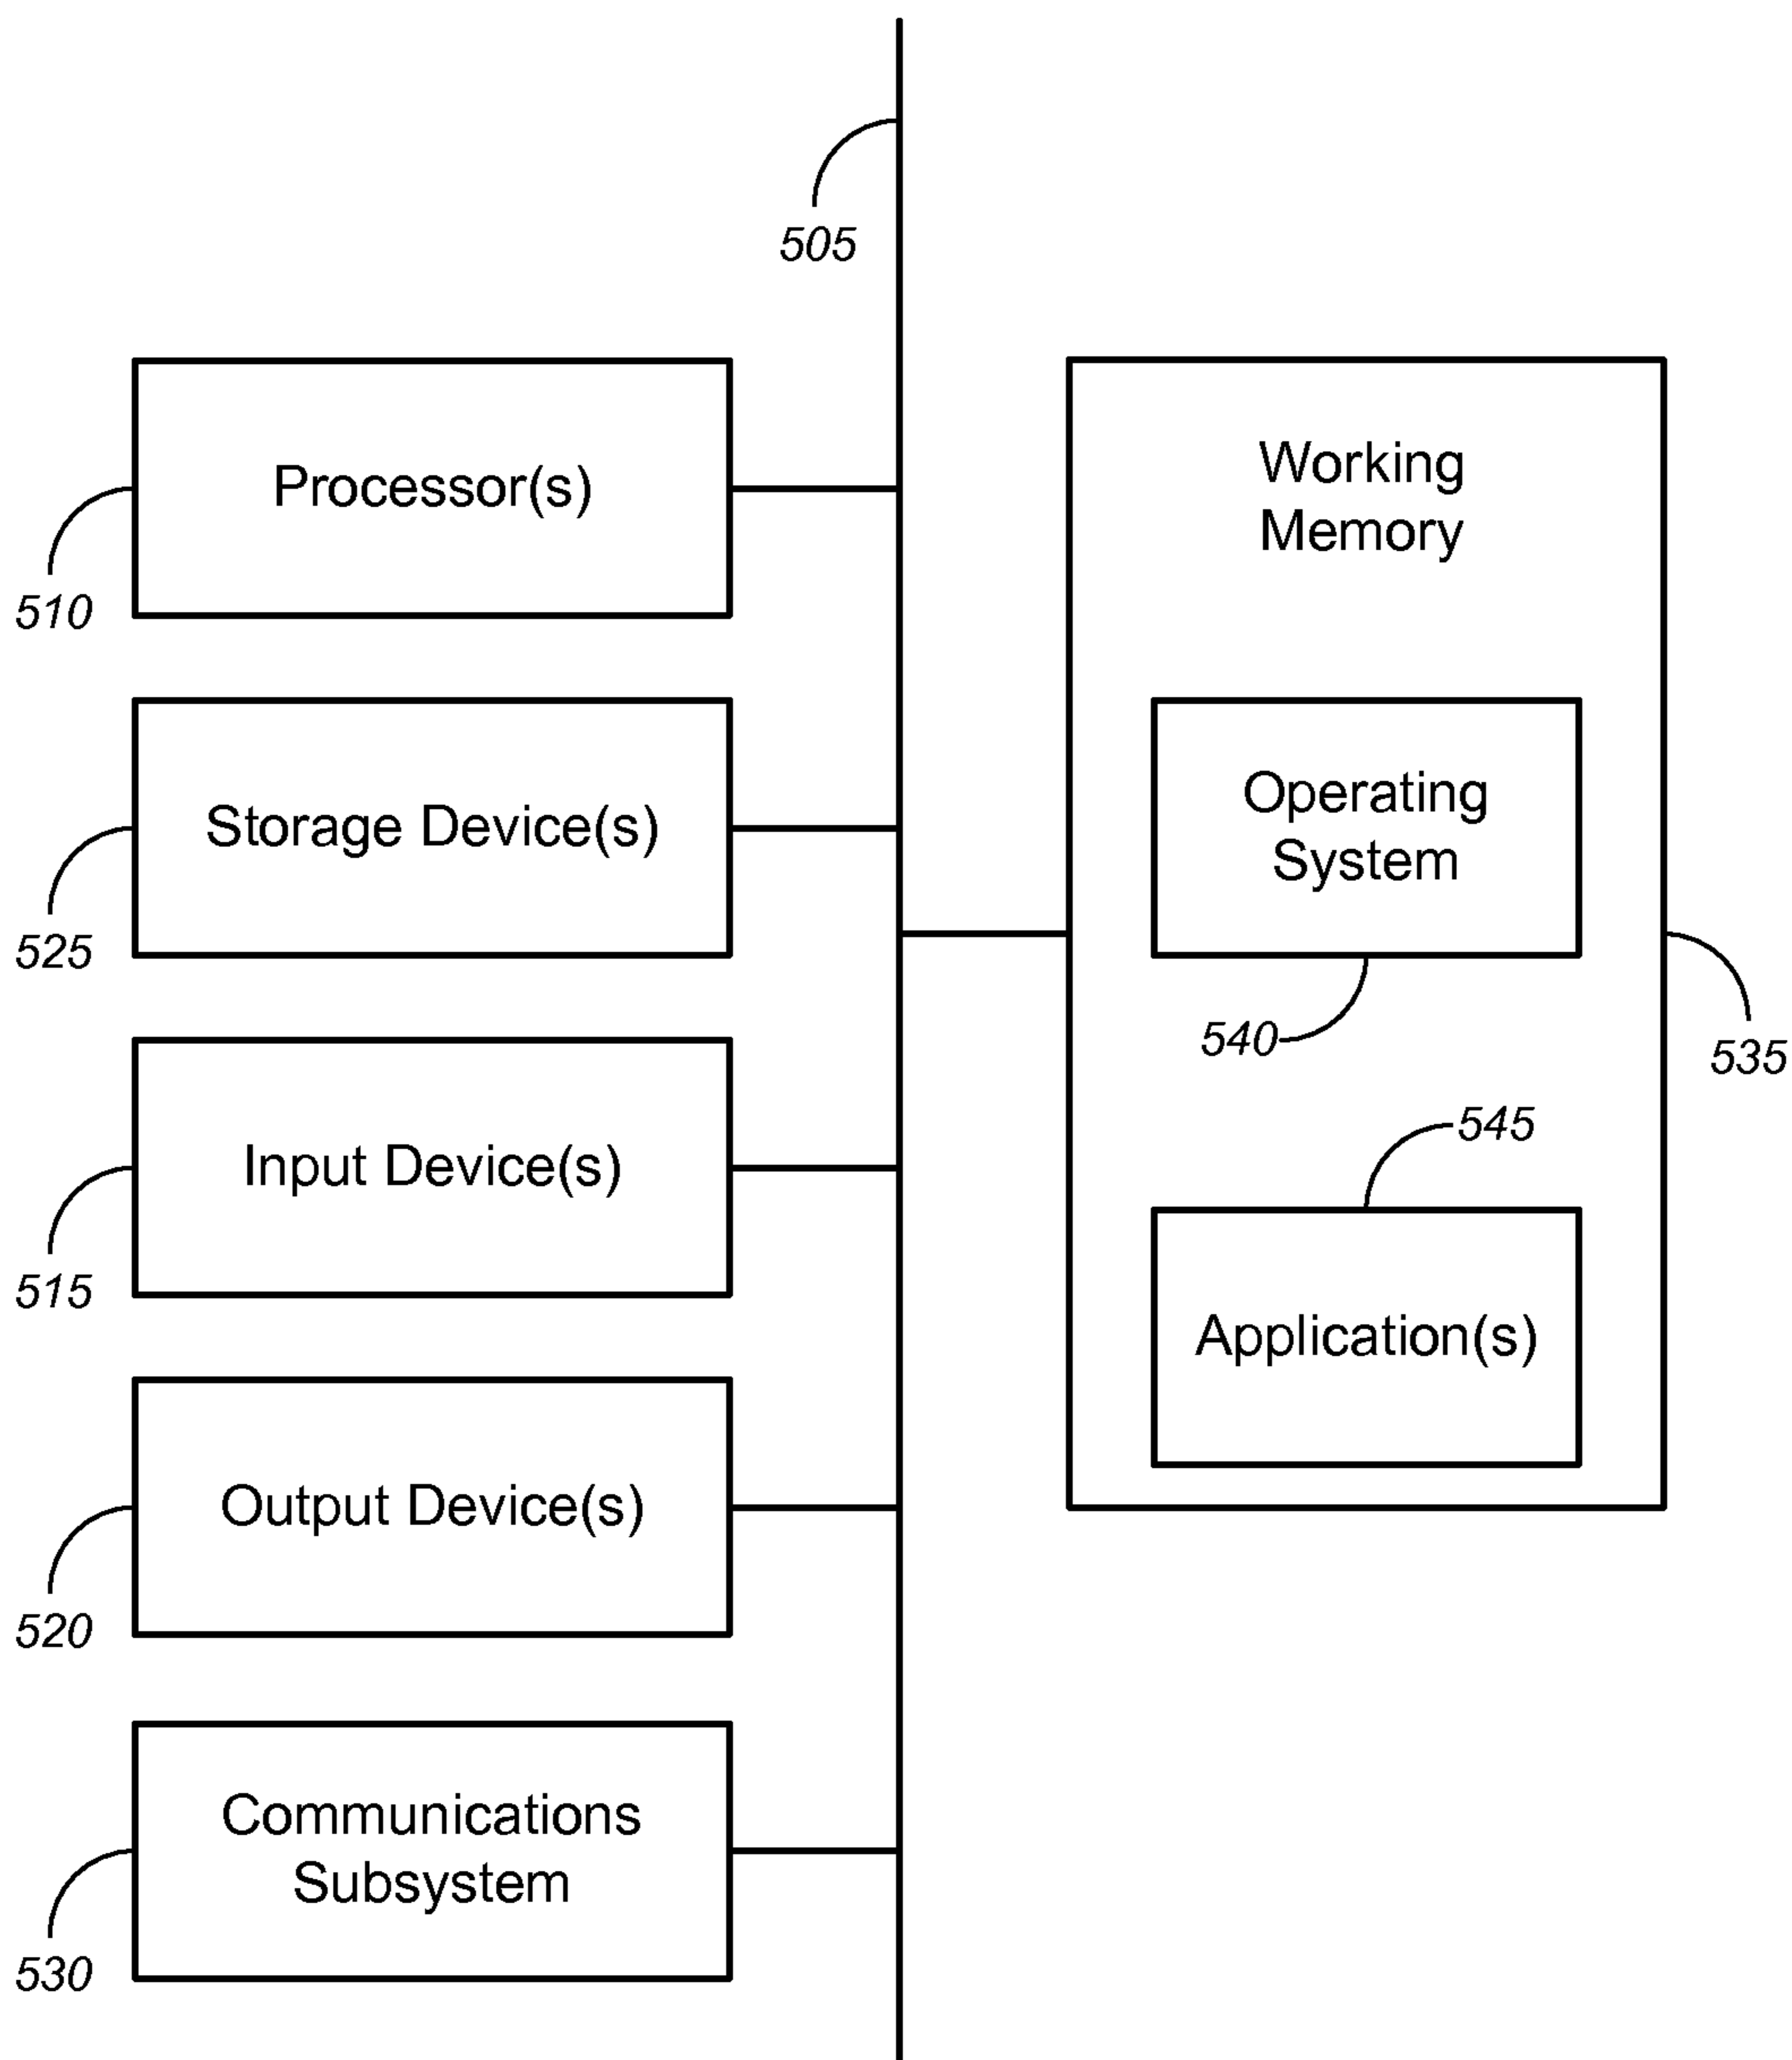 505
Processor(s)
510
Storage Device(s)
525
Input Device(s)
515
Output Device(s)
520
Communications
Subsystem
530
Working
Memory
Operating
System
540
535
545
Application(s)